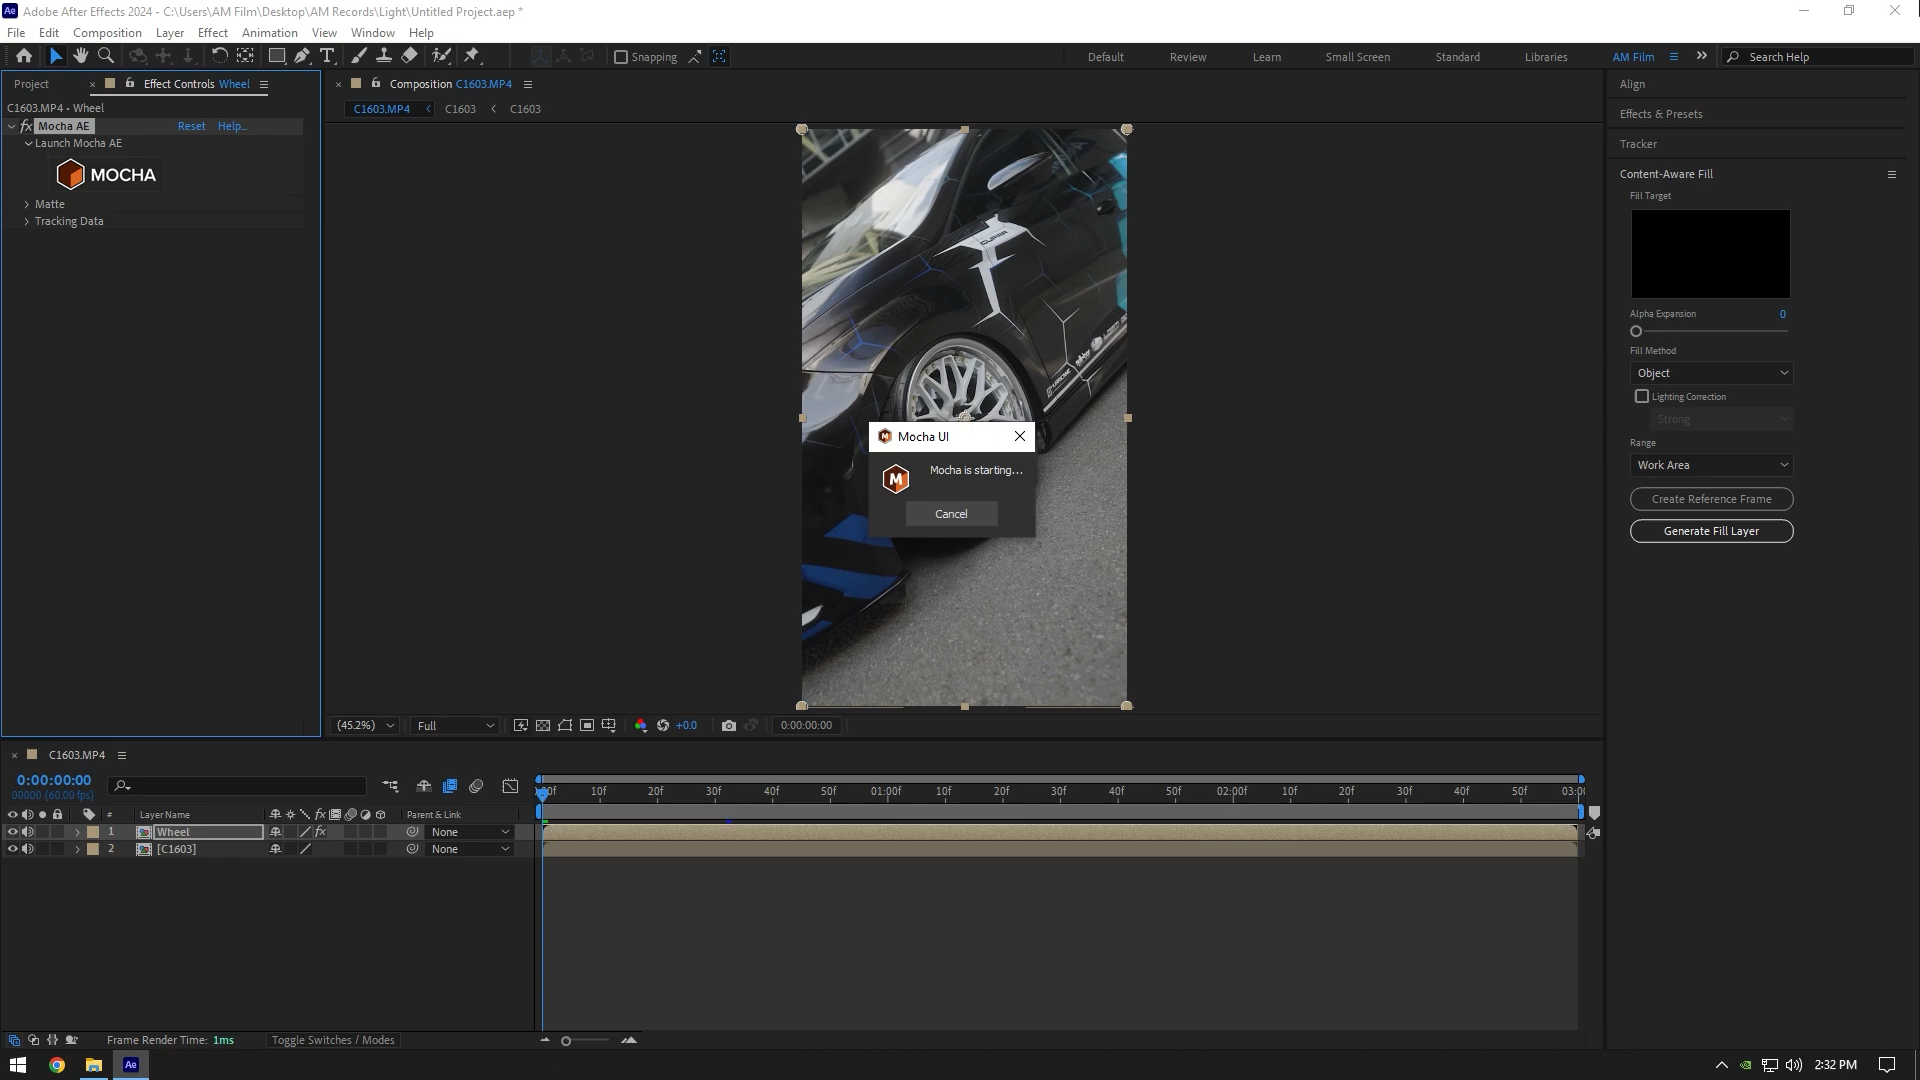 Ae Adobe After Effects 2024 - C:\Users\AM Film\Desktop\AM Records\Light\Untitled Project.aep *
File Edit Composition Layer Effect Animation View Window Help
Snapping
Default Review Learn Small Screen Standard Libraries AM Film Search Help
Project Effect Controls Wheel
C1603.MP4 • Wheel
fx Mocha AE Reset Help...
Launch Mocha AE
MOCHA
Matte
Tracking Data
Composition C1603.MP4
C1603.MP4 C1603 C1603
CUPRA
Mocha UI
Mocha is starting...
Cancel
(45.2%) Full +0.0 0:00:00:00
Align
Effects & Presets
Tracker
Content-Aware Fill
Fill Target
Alpha Expansion 0
Fill Method
Object
Lighting Correction
Strong
Range
Work Area
Create Reference Frame
Generate Fill Layer
C1603.MP4
0:00:00:00
00000 (60.00 fps)
10f 20f 30f 40f 50f 01:00f 10f 20f 30f 40f 50f 02:00f 10f 20f 30f 40f 50f
# Layer Name fx Parent & Link
1 Wheel fx None
2 [C1603] None
Frame Render Time: 1ms Toggle Switches / Modes
Ae 2:32 PM